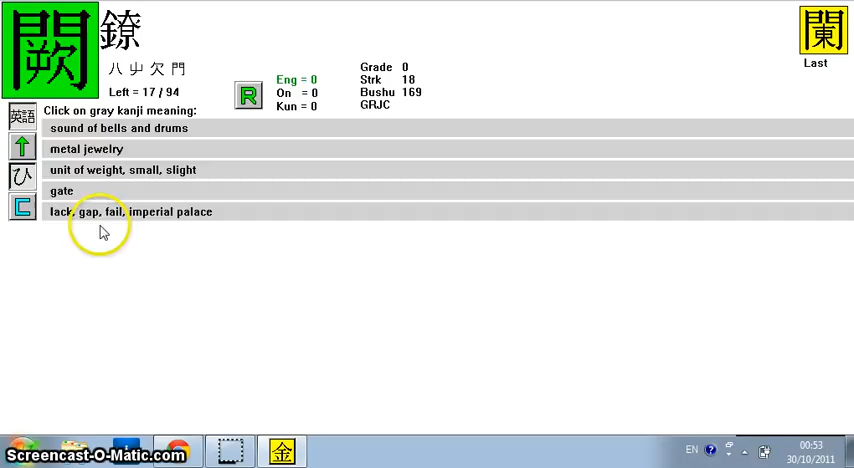 闕 鐐 闌
八 屮 欠 門
Left = 17 / 94
Eng = 0
On = 0
Kun = 0
R
Grade 0
Strk 18
Bushu 169
GRJC
Last
英語 Click on gray kanji meaning:
sound of bells and drums
metal jewelry
ひ unit of weight, small, slight
gate
lack, gap, fail, imperial palace
金
EN
00:53
30/10/2011
Screencast-O-Matic.com